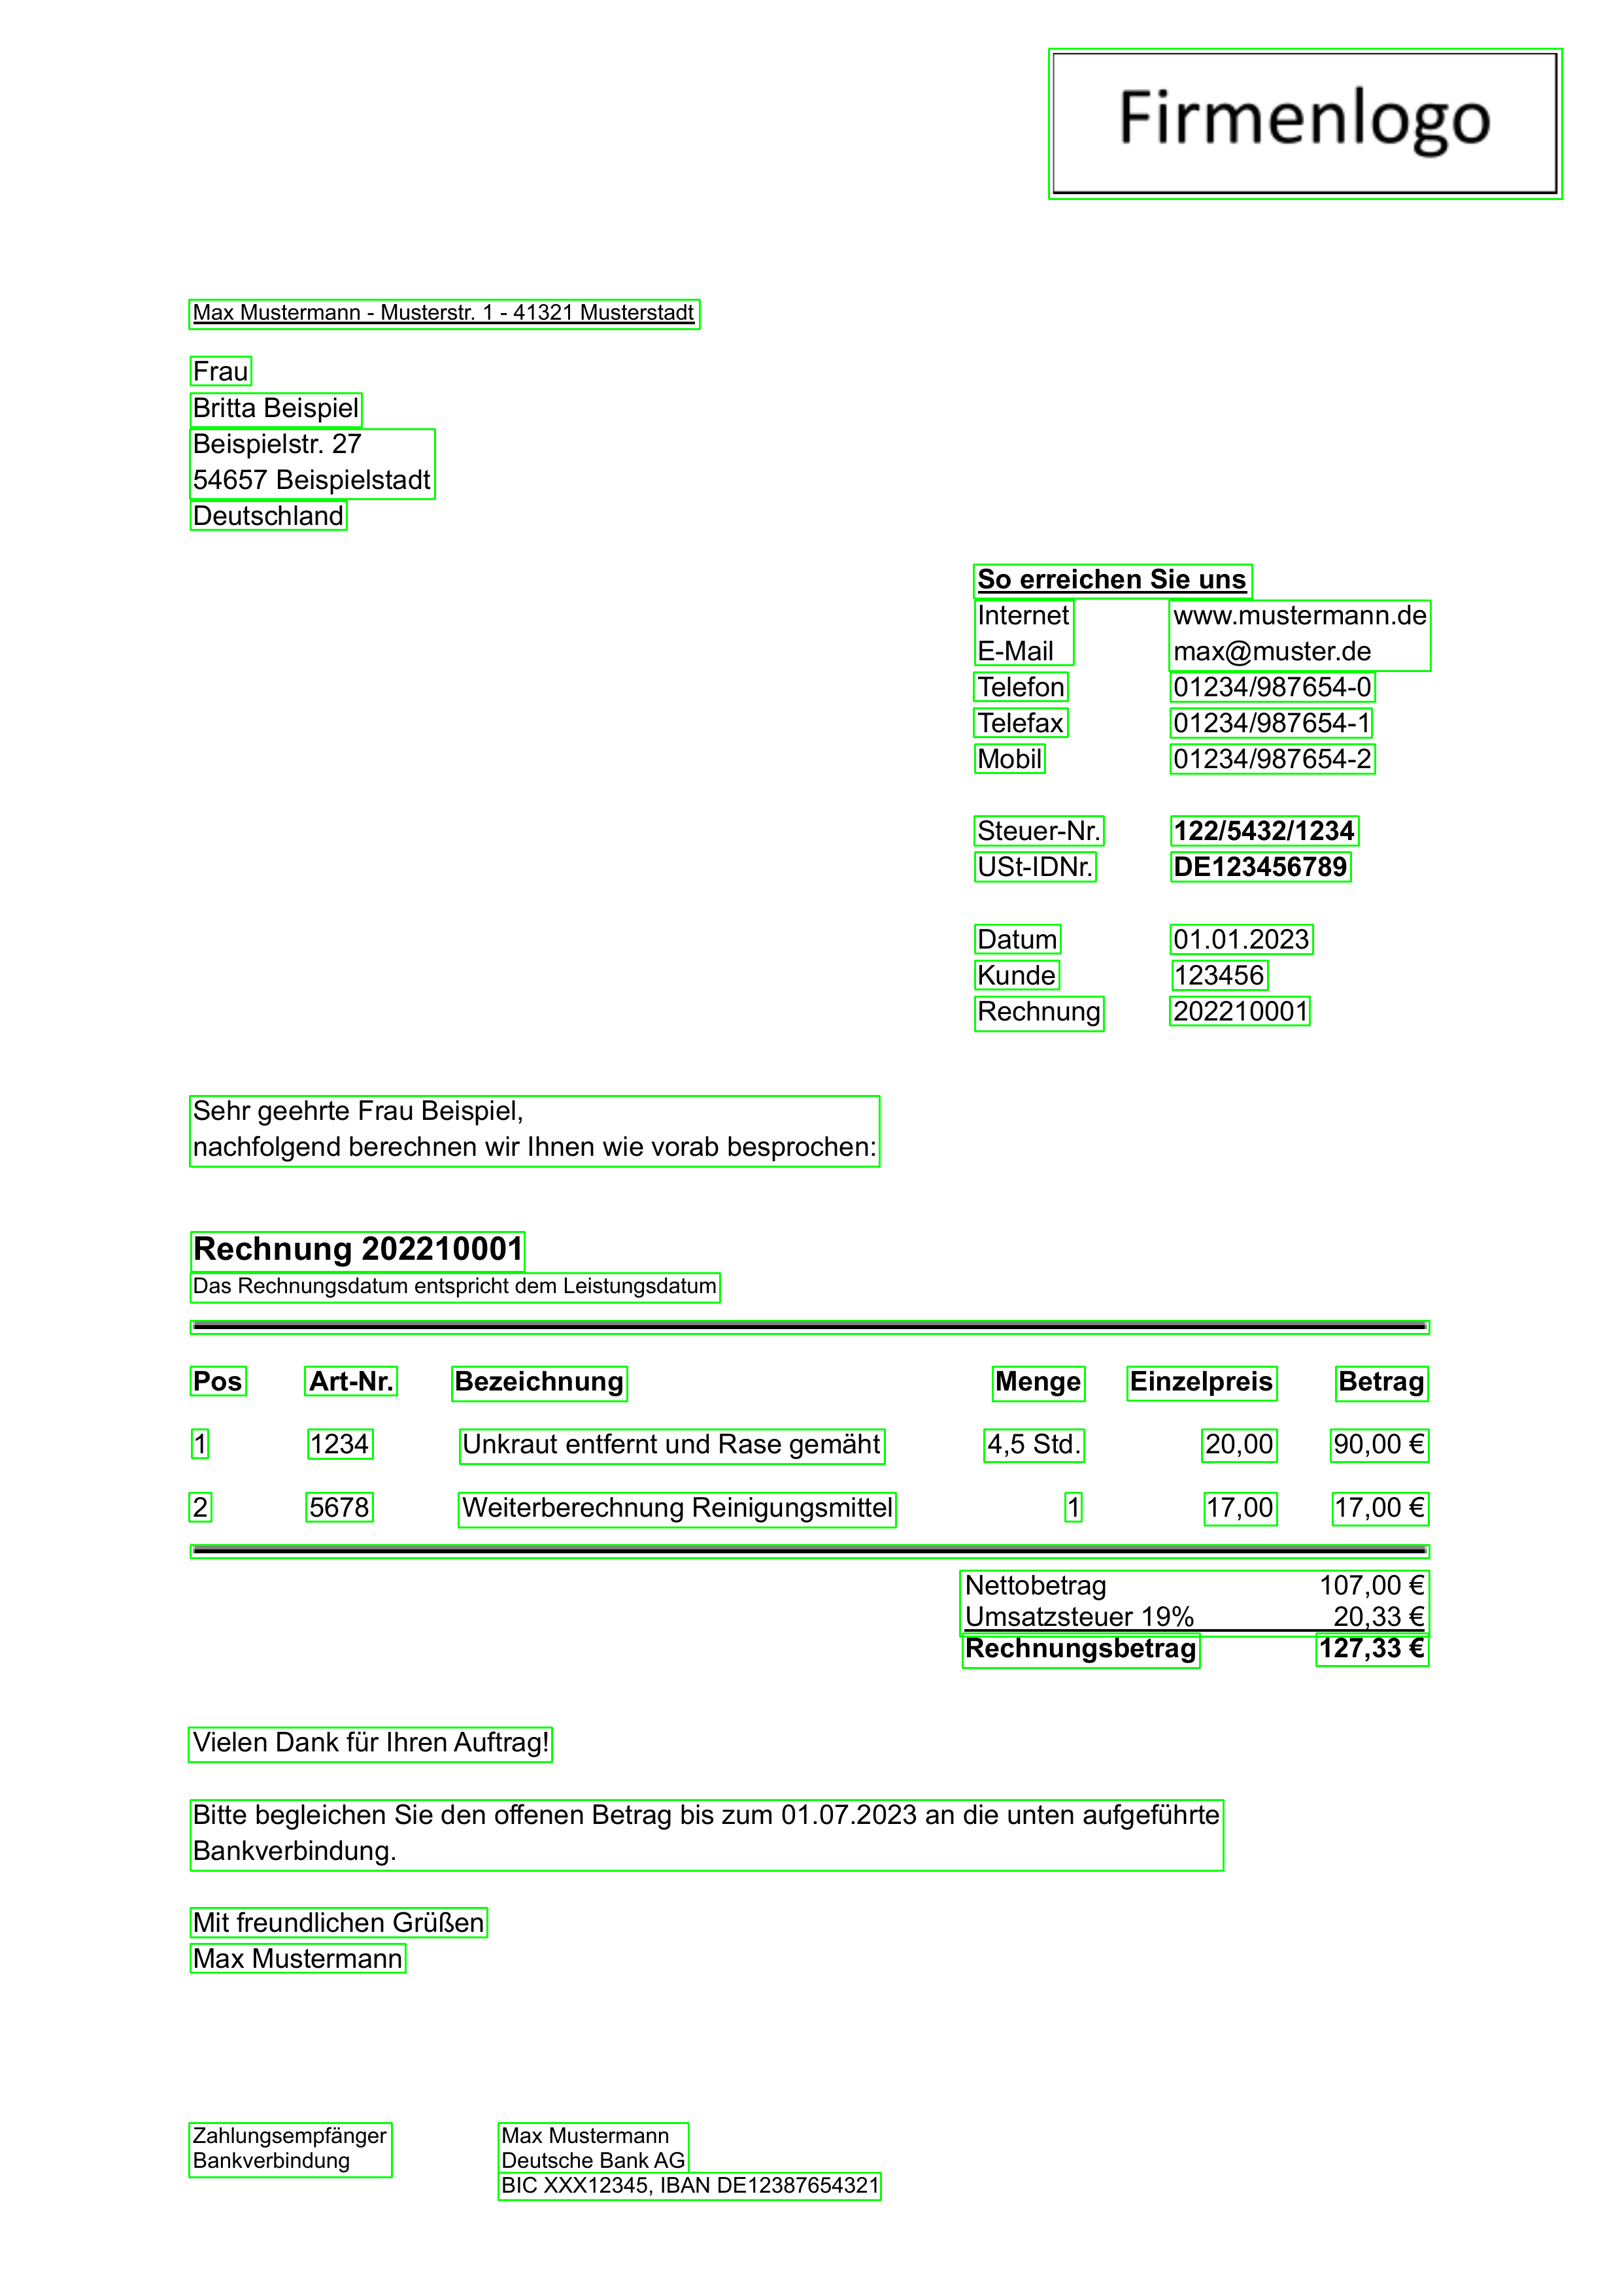 Firmenlogo
Max Mustermann - Musterstr. 1 - 41321 Musterstadt
Frau
Britta Beispiel
Beispielstr. 27
54657 Beispielstadt
Deutschland
So erreichen Sie uns
Internet www.mustermann.de
E-Mail max@muster.de
Telefon 01234/987654-0
Telefax 01234/987654-1
Mobil 01234/987654-2
Steuer-Nr. 122/5432/1234
USt-IDNr. DE123456789
Datum 01.01.2023
Kunde 123456
Rechnung 202210001
Sehr geehrte Frau Beispiel,
nachfolgend berechnen wir Ihnen wie vorab besprochen:
Rechnung 202210001
Das Rechnungsdatum entspricht dem Leistungsdatum
Pos Art-Nr. Bezeichnung Menge Einzelpreis Betrag
1 1234 Unkraut entfernt und Rase gemäht 4,5 Std. 20,00 90,00 €
2 5678 Weiterberechnung Reinigungsmittel 1 17,00 17,00 €
Nettobetrag 107,00 €
Umsatzsteuer 19% 20,33 €
Rechnungsbetrag 127,33 €
Vielen Dank für Ihren Auftrag!
Bitte begleichen Sie den offenen Betrag bis zum 01.07.2023 an die unten aufgeführte
Bankverbindung.
Mit freundlichen Grüßen
Max Mustermann
Zahlungsempfänger Max Mustermann
Bankverbindung Deutsche Bank AG
BIC XXX12345, IBAN DE12387654321